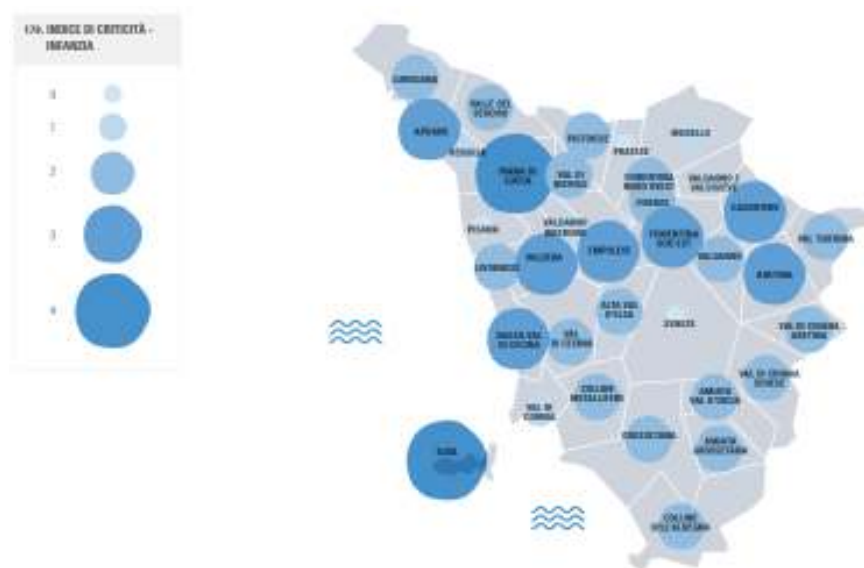 170. INDICE DI CRITICITÀ -
INFANZIA
0
1
2
3
4
LUNIGIANA
VALLE DEL
SERCHIO
APUANE
VERSILIA
PIANA DI
LUCCA
VAL DI
NIEVOLE
PISTOIESE
PRATESE
MUGELLO
FIORENTINA
NORD OVEST
FIRENZE
VALDARNO E
VALDISIEVE
CASENTINO
VAL TIBERINA
PISANA
VALDARNO
INFERIORE
LIVORNESE
VALDERA
EMPOLESE
FIORENTINA
SUD-EST
VALDARNO
ARETINA
ALTA VAL
D'ELSA
SENESE
VAL DI CHIANA
ARETINA
BASSA VAL
DI CECINA
VAL
DI CECINA
VAL DI CHIANA
SENESE
VAL DI
CORNIA
COLLINE
METALLIFERE
AMIATA
VAL D'ORCIA
GROSSETANA
AMIATA
GROSSETANA
ELBA
COLLINE
DELL'ALBEGNA